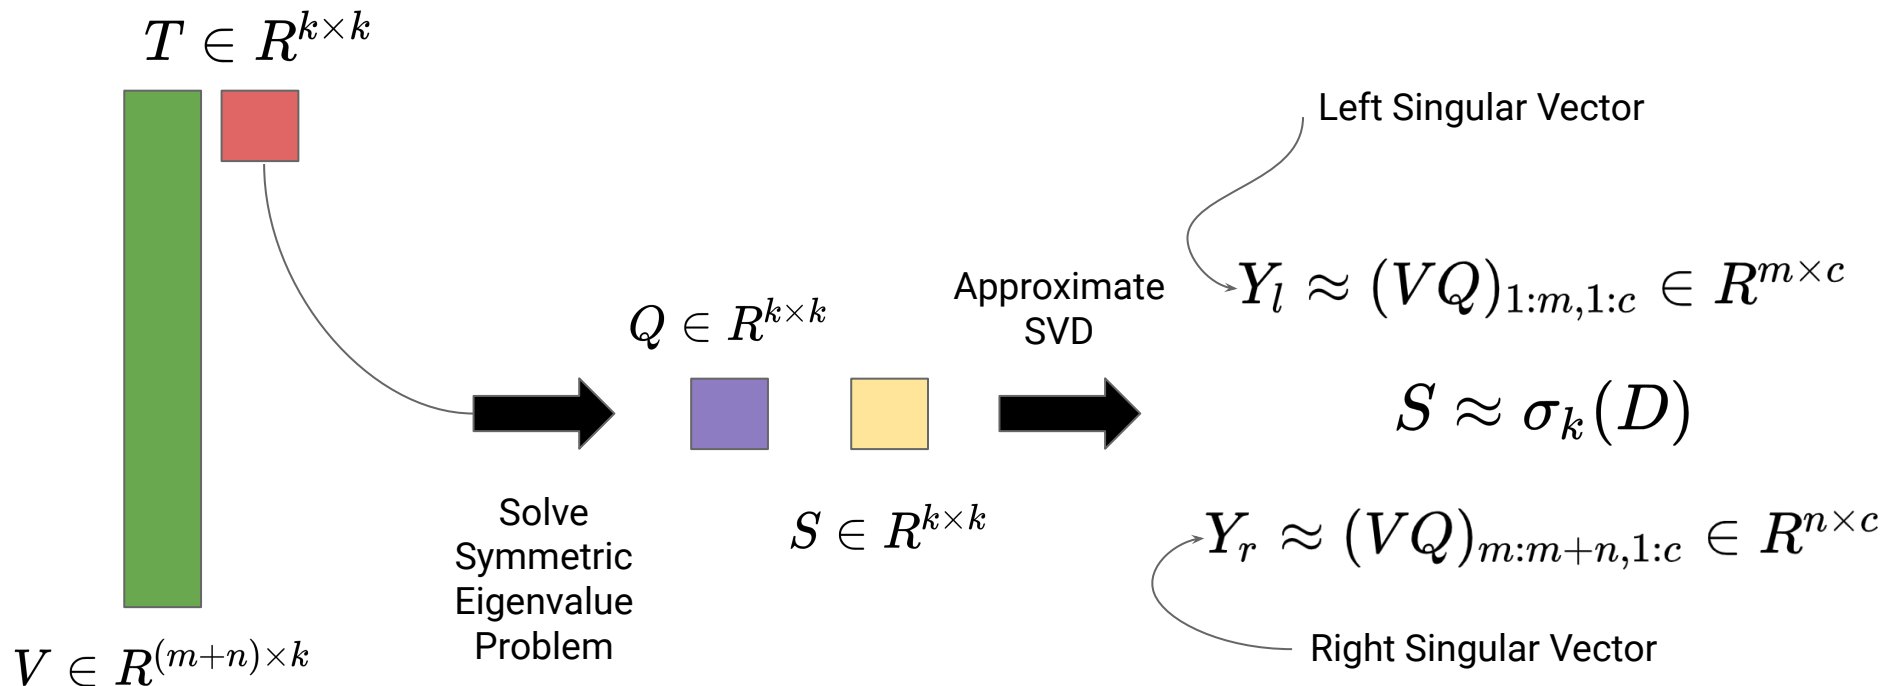 T ∈ R^{k×k}
V ∈ R^{(m+n)×k}
Solve
Symmetric
Eigenvalue
Problem
Q ∈ R^{k×k}
S ∈ R^{k×k}
Approximate
SVD
Left Singular Vector
Y_l ≈ (VQ)_{1:m,1:c} ∈ R^{m×c}
S ≈ σ_k(D)
Y_r ≈ (VQ)_{m:m+n,1:c} ∈ R^{n×c}
Right Singular Vector